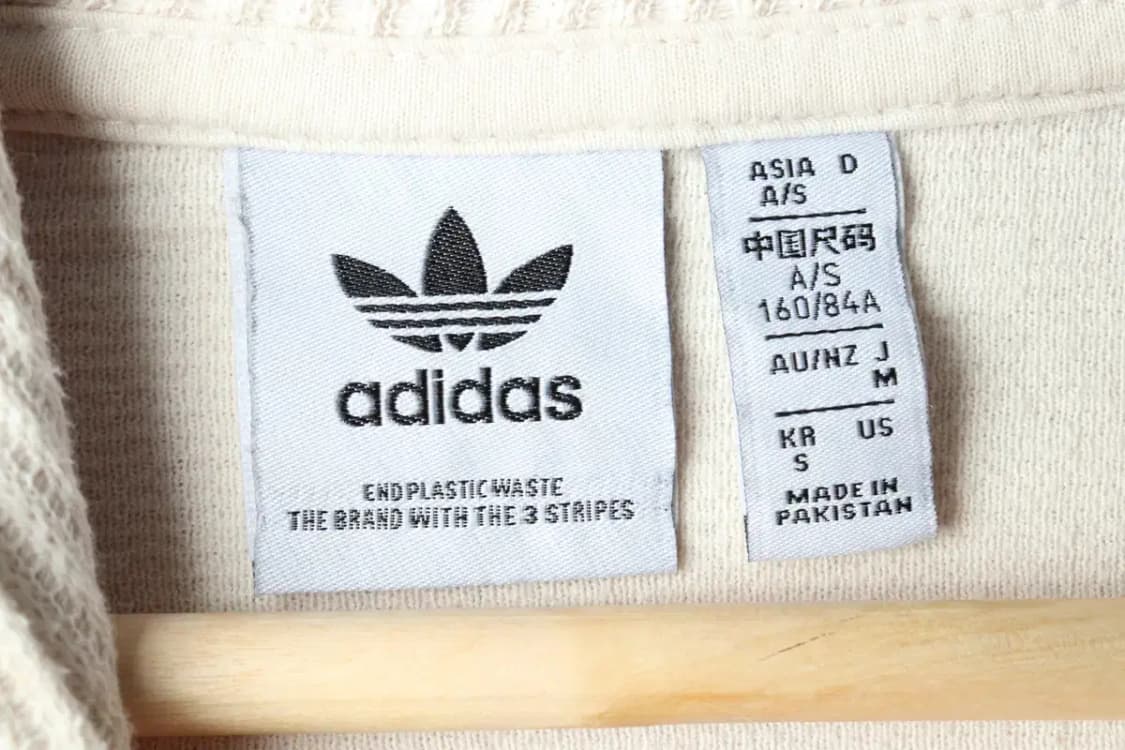 adidas
END PLASTIC WASTE
THE BRAND WITH THE 3 STRIPES
ASIA D
A/S
中国尺码
A/S
160/84A
AU/NZ J
M
KR US
S
MADE IN
PAKISTAN